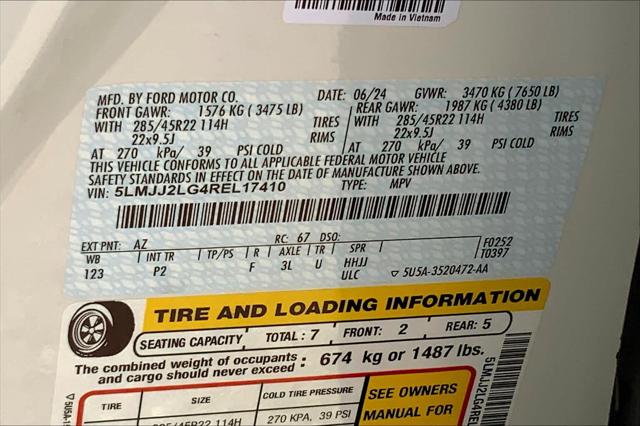 Made in Vietnam
MFD. BY FORD MOTOR CO. DATE: 06/24 GVWR: 3470 KG ( 7650 LB)
FRONT GAWR: 1576 KG ( 3475 LB) REAR GAWR: 1987 KG ( 4380 LB)
WITH 285/45R22 114H TIRES WITH 285/45R22 114H TIRES
22x9.5J RIMS 22x9.5J RIMS
AT 270 kPa/ 39 PSI COLD AT 270 kPa/ 39 PSI COLD
THIS VEHICLE CONFORMS TO ALL APPLICABLE FEDERAL MOTOR VEHICLE
SAFETY STANDARDS IN EFFECT ON THE DATE OF MANUFACTURE SHOWN ABOVE.
VIN: 5LMJJ2LG4REL17410 TYPE: MPV
EXT PNT: AZ RC: 67 DSO: F0252
WB INT TR TP/PS R AXLE TR SPR T0397
123 P2 F 3L U HHJJ
ULC ▽ 5U5A-3520472-AA
TIRE AND LOADING INFORMATION
SEATING CAPACITY TOTAL : 7 FRONT: 2 REAR: 5
The combined weight of occupants and cargo should never exceed : 674 kg or 1487 lbs.
TIRE SIZE COLD TIRE PRESSURE SEE OWNERS
MANUAL FOR
285/45R22 114H 270 KPA, 39 PSI
5LMJJ2LG4REL
▽ 5U5A-